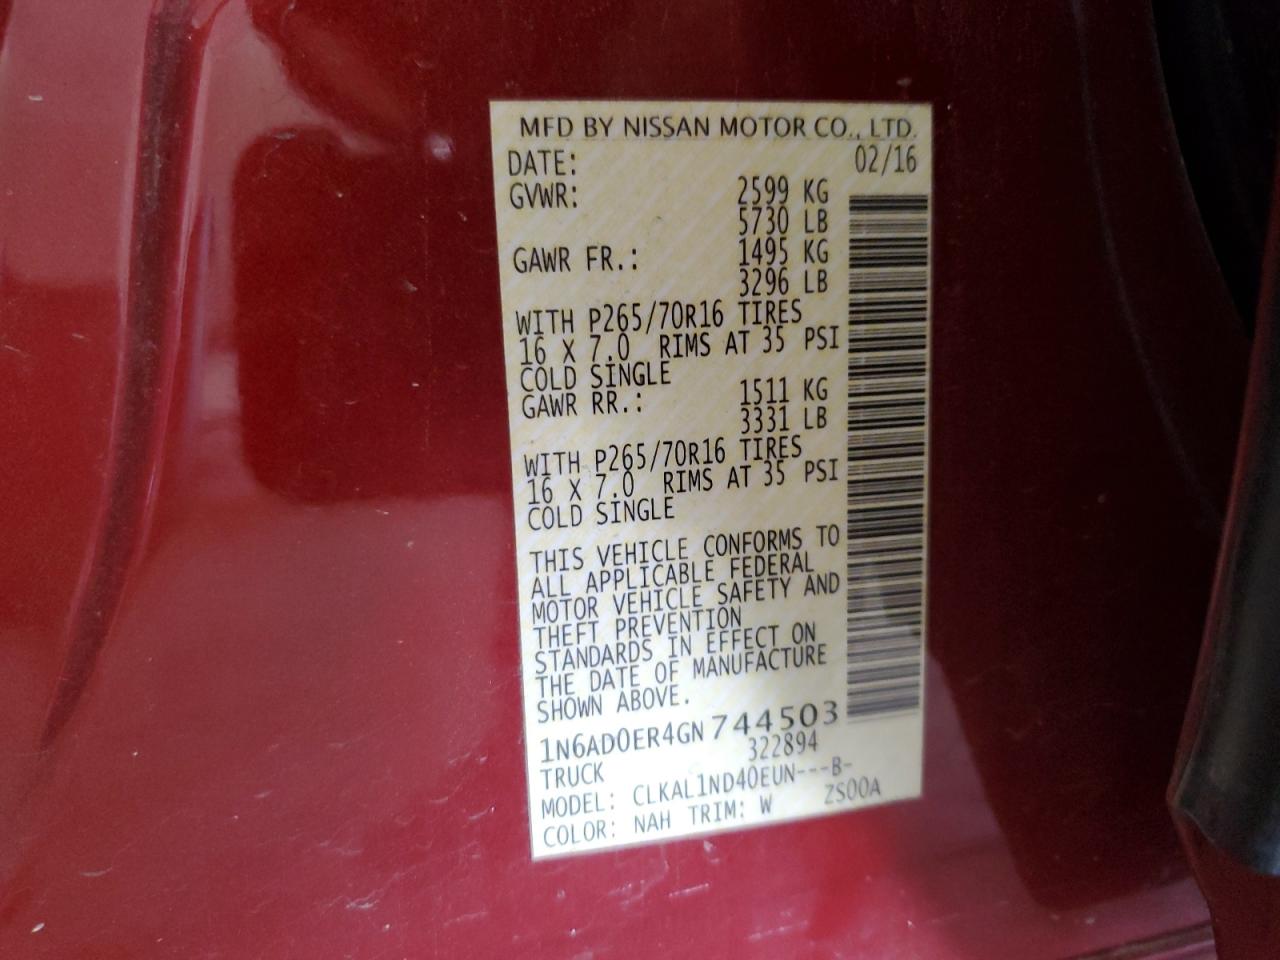 MFD BY NISSAN MOTOR CO., LTD.
DATE: 02/16
GVWR: 2599 KG
5730 LB
GAWR FR.: 1495 KG
3296 LB
WITH P265/70R16 TIRES
16 X 7.0 RIMS AT 35 PSI
COLD SINGLE
GAWR RR.: 1511 KG
3331 LB
WITH P265/70R16 TIRES
16 X 7.0 RIMS AT 35 PSI
COLD SINGLE
THIS VEHICLE CONFORMS TO
ALL APPLICABLE FEDERAL
MOTOR VEHICLE SAFETY AND
THEFT PREVENTION
STANDARDS IN EFFECT ON
THE DATE OF MANUFACTURE
SHOWN ABOVE.
1N6AD0ER4GN 744503
TRUCK 322894
MODEL: CLKAL1ND40EUN---B-
COLOR: NAH TRIM: W ZS00A